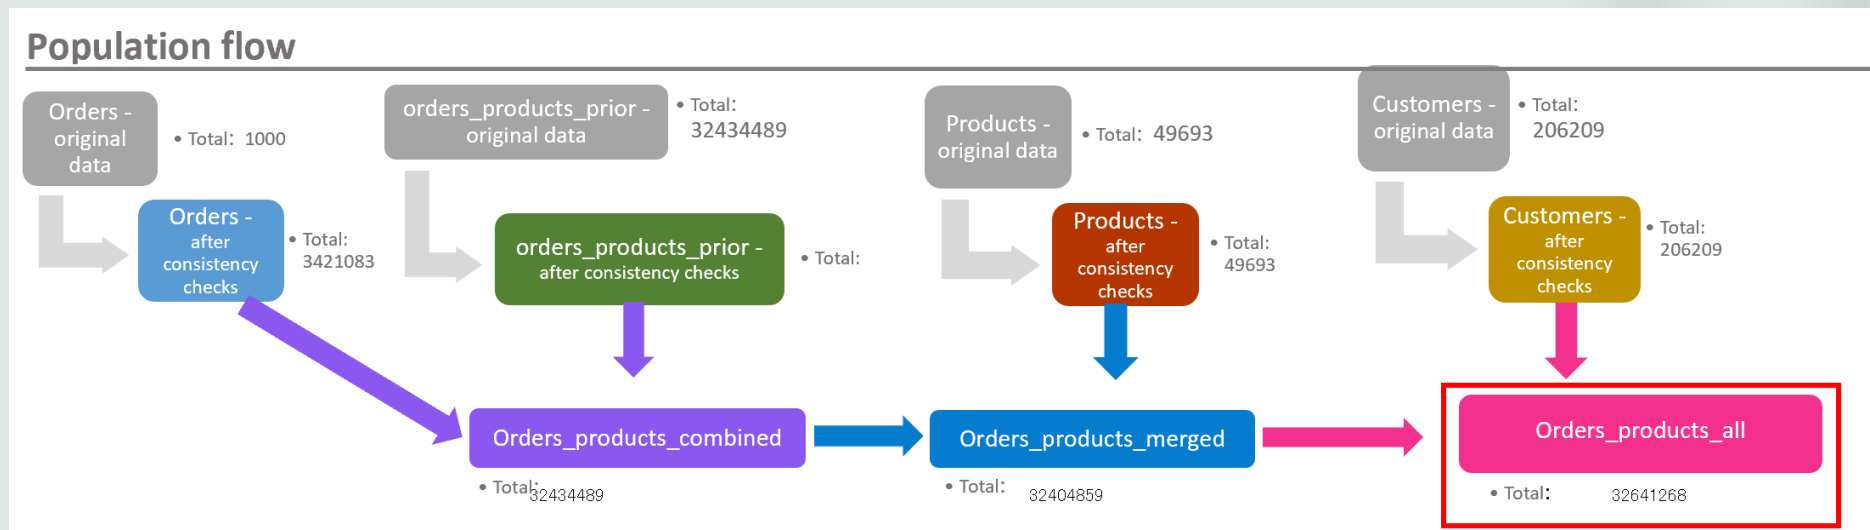 Population flow
Orders -
original
data
• Total: 1000
orders_products_prior -
original data
• Total:
32434489
Products -
original data
• Total: 49693
Customers -
original data
• Total:
206209
Orders -
after
consistency
checks
• Total:
3421083
orders_products_prior -
after consistency checks
• Total:
Products -
after
consistency
checks
• Total:
49693
Customers -
after
consistency
checks
• Total:
206209
Orders_products_combined
• Total: 32434489
Orders_products_merged
• Total: 32404859
Orders_products_all
• Total: 32641268